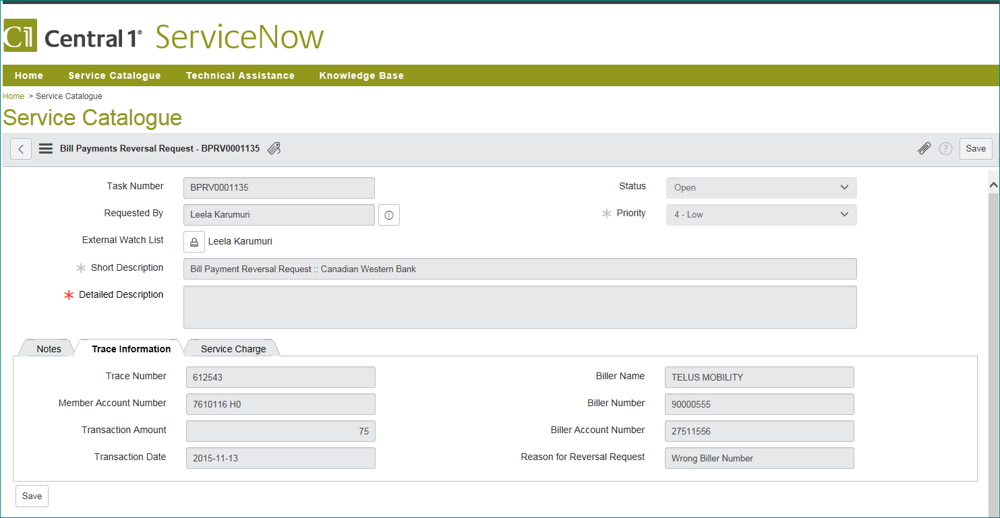 C1 Central 1® ServiceNow
Home Service Catalogue Technical Assistance Knowledge Base
Home > Service Catalogue
Service Catalogue
Bill Payments Reversal Request - BPRV0001135 ? Save
Task Number BPRV0001135 Status Open
Requested By Leela Karumuri Priority 4 - Low
External Watch List Leela Karumuri
Short Description Bill Payment Reversal Request :: Canadian Western Bank
Detailed Description
Notes Trace Information Service Charge
Trace Number 612543 Biller Name TELUS MOBILITY
Member Account Number 7610116 H0 Biller Number 90000555
Transaction Amount 75 Biller Account Number 27511556
Transaction Date 2015-11-13 Reason for Reversal Request Wrong Biller Number
Save